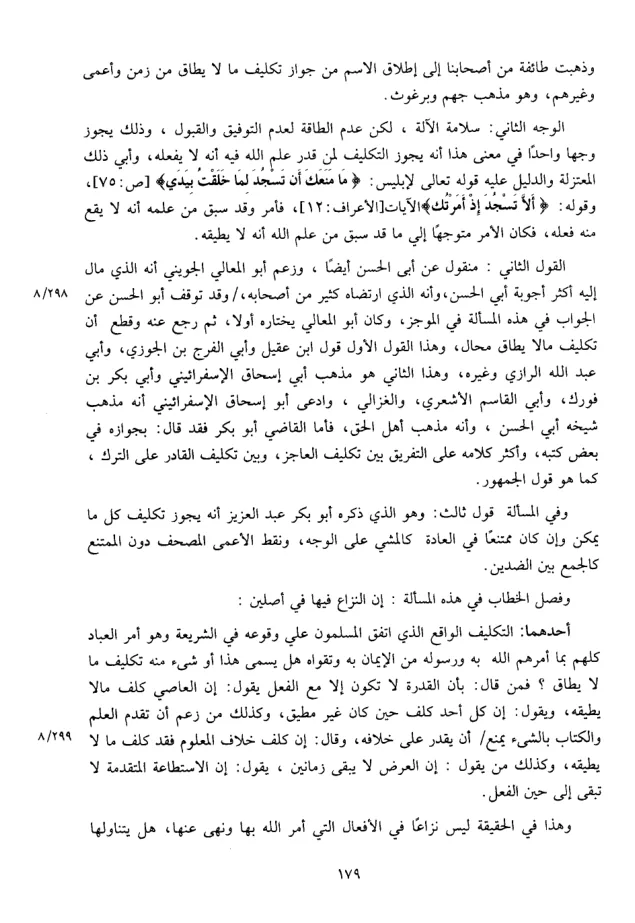 وذهبت طائفة من أصحابنا إلى إطلاق الاسم من جواز تكليف ما لا يطاق من زمن وأعمى
وغيرهم، وهو مذهب جهم وبرغوث.
الوجه الثاني: سلامة الآلة ، لكن عدم الطاقة لعدم التوفيق والقبول ، وذلك يجوز
وجها واحدًا في معنى هذا أنه يجوز التكليف لمن قدر علم الله فيه أنه لا يفعله، وأبي ذلك
المعتزلة والدليل عليه قوله تعالى لإبليس: ﴿ مَا مَنَعَكَ أَن تَسْجُدَ لِمَا خَلَقْتُ بِيَدَيَّ﴾ [ص:٧٥]،
وقوله: ﴿ أَلاَّ تَسْجُدَ إِذْ أَمَرْتُكَ﴾الآيات[الأعراف:١٢]، فأمر وقد سبق من علمه أنه لا يقع
منه فعله، فكان الأمر متوجهًا إلي ما قد سبق من علم الله أنه لا يطيقه.
القول الثاني : منقول عن أبى الحسن أيضًا ، وزعم أبو المعالي الجويني أنه الذي مال
إليه أكثر أجوبة أبي الحسن،وأنه الذي ارتضاه كثير من أصحابه،/وقد توقف أبو الحسن عن ٨/٢٩٨
الجواب في هذه المسألة في الموجز، وكان أبو المعالي يختاره أولا، ثم رجع عنه وقطع أن
تكليف مالا يطاق محال، وهذا القول الأول قول ابن عقيل وأبي الفرج بن الجوزي، وأبي
عبد الله الرازي وغيره، وهذا الثاني هو مذهب أبي إسحاق الإسفرائيني وأبي بكر بن
فورك، وأبي القاسم الأشعري، والغزالي ، وادعى أبو إسحاق الإسفرائيني أنه مذهب
شيخه أبي الحسن ، وأنه مذهب أهل الحق، فأما القاضي أبو بكر فقد قال: بجوازه في
بعض كتبه، وأكثر كلامه على التفريق بين تكليف العاجز، وبين تكليف القادر على الترك ،
كما هو قول الجمهور.
وفي المسألة قول ثالث: وهو الذي ذكره أبو بكر عبد العزيز أنه يجوز تكليف كل ما
يمكن وإن كان ممتنعًا في العادة كالمشي على الوجه، ونقط الأعمى المصحف دون الممتنع
كالجمع بين الضدين.
وفصل الخطاب في هذه المسألة : إن النزاع فيها في أصلين :
أحدهما: التكليف الواقع الذي اتفق المسلمون علي وقوعه في الشريعة وهو أمر العباد
كلهم بما أمرهم الله به ورسوله من الإيمان به وتقواه هل يسمى هذا أو شىء منه تكليف ما
لا يطاق ؟ فمن قال: بأن القدرة لا تكون إلا مع الفعل يقول: إن العاصي كلف مالا
يطيقه، ويقول: إن كل أحد كلف حين كان غير مطيق، وكذلك من زعم أن تقدم العلم
والكتاب بالشىء يمنع/ أن يقدر على خلافه، وقال: إن كلف خلاف المعلوم فقد كلف ما لا ٨/٢٩٩
يطيقه، وكذلك من يقول : إن العرض لا يبقى زمانين ، يقول: إن الاستطاعة المتقدمة لا
تبقى إلى حين الفعل.
وهذا في الحقيقة ليس نزاعًا في الأفعال التي أمر الله بها ونهى عنها، هل يتناولها
١٧٩